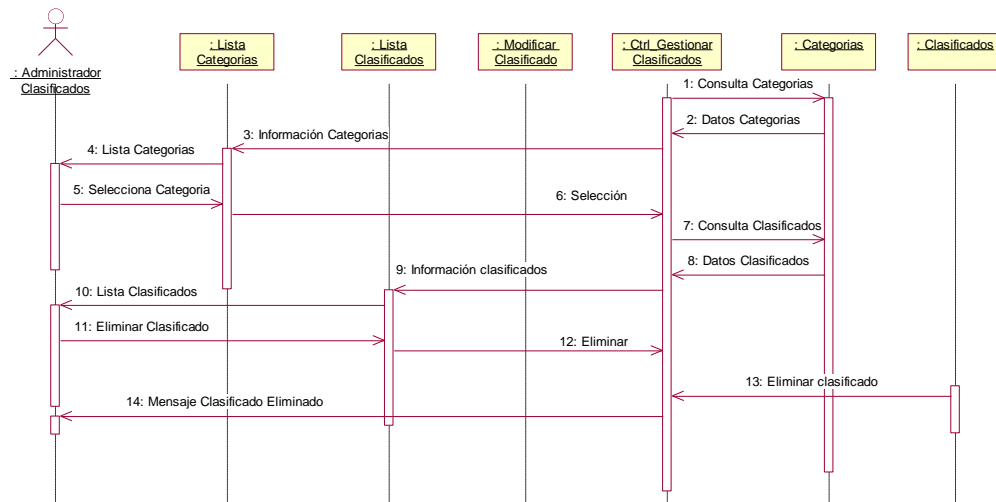 : Administrador
Clasificados
: Lista
Categorias
: Lista
Clasificados
: Modificar
Clasificado
: Ctrl_Gestionar
Clasificados
: Categorias
: Clasificados
1: Consulta Categorias
2: Datos Categorias
3: Información Categorias
4: Lista Categorias
5: Selecciona Categoria
6: Selección
7: Consulta Clasificados
8: Datos Clasificados
9: Información clasificados
10: Lista Clasificados
11: Eliminar Clasificado
12: Eliminar
13: Eliminar clasificado
14: Mensaje Clasificado Eliminado